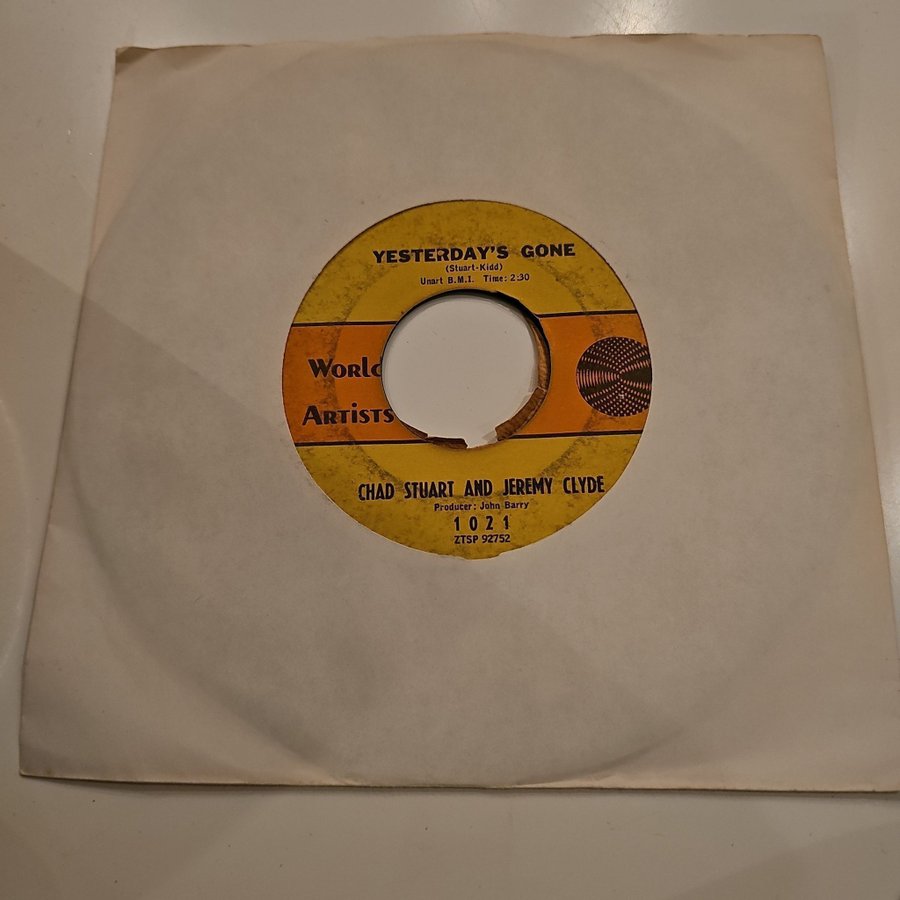 YESTERDAY'S GONE
(Stuart-Kidd)
Unart B.M.I. Time: 2:30
World
Artists
CHAD STUART AND JEREMY CLYDE
Producer: John Barry
1021
ZTSP 92752